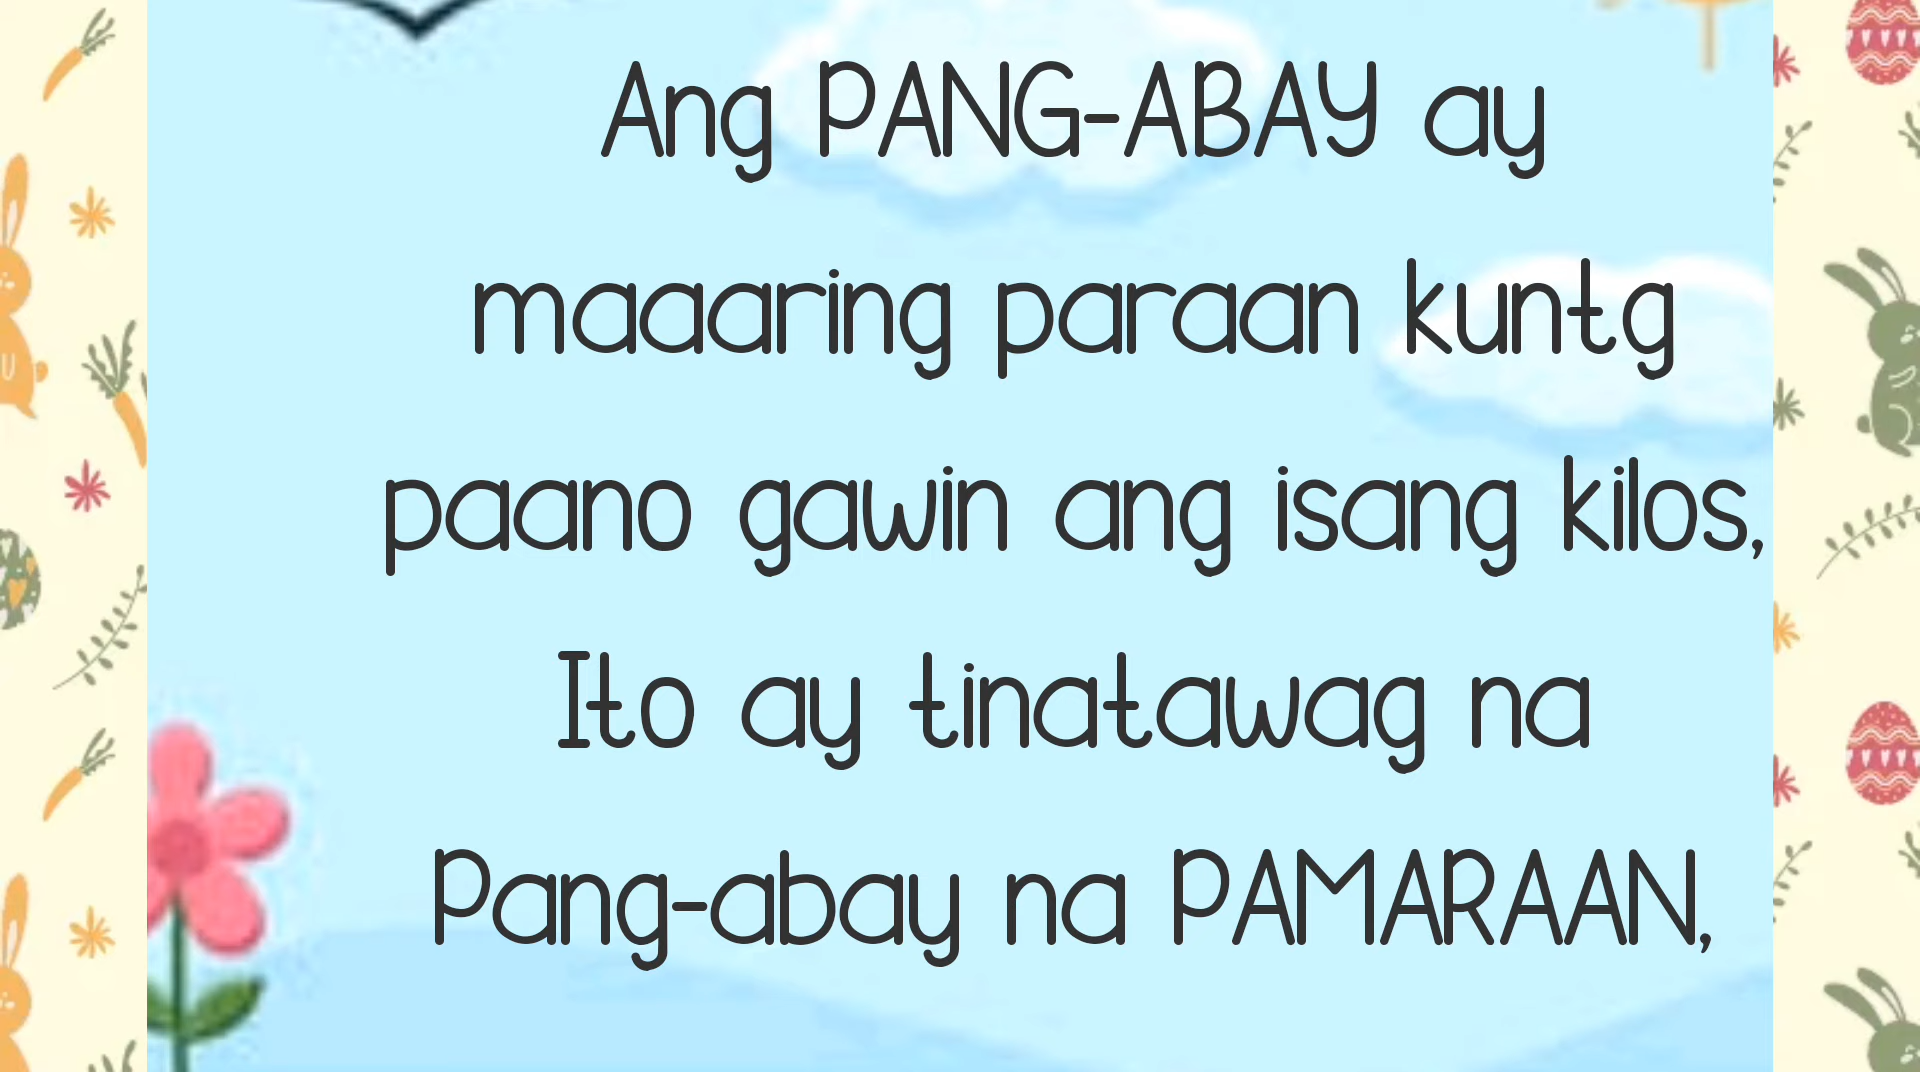 Ang PANG-ABAY ay
maaaring paraan kuntg
paano gawin ang isang kilos,
Ito ay tinatawag na
Pang-abay na PAMARAAN,